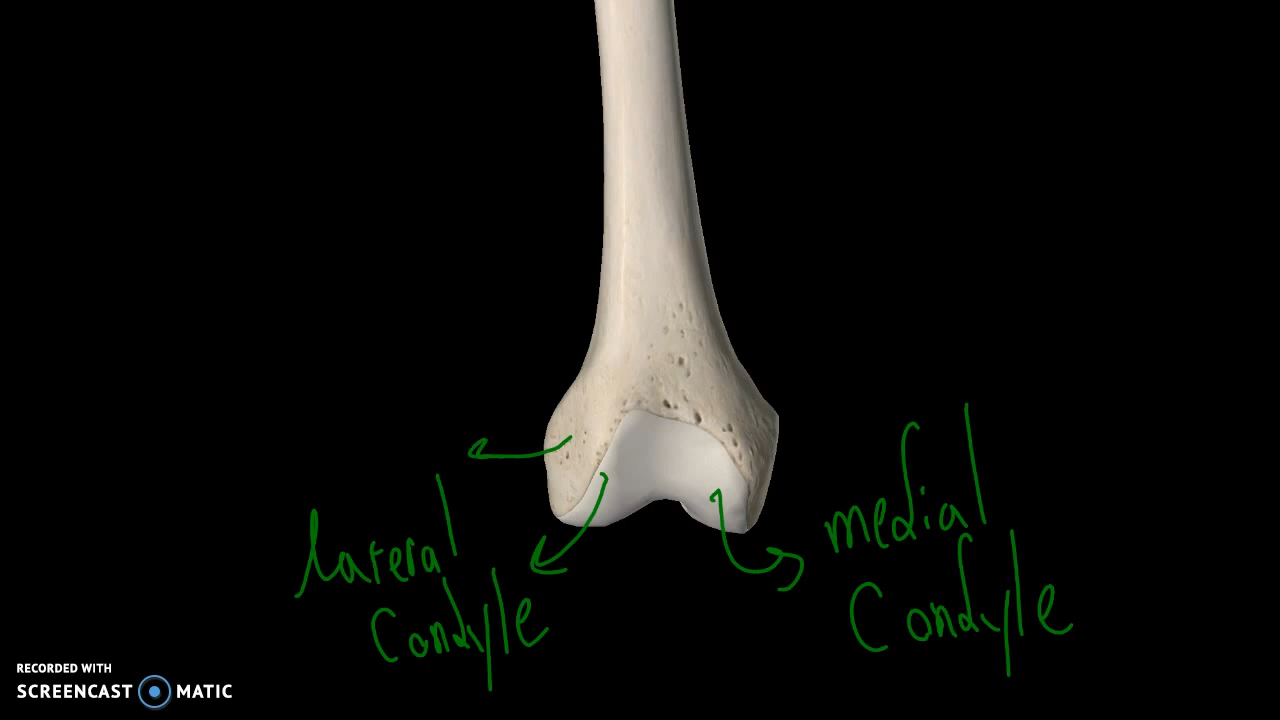 lateral
Condyle
medial
Condyle
RECORDED WITH
SCREENCAST MATIC